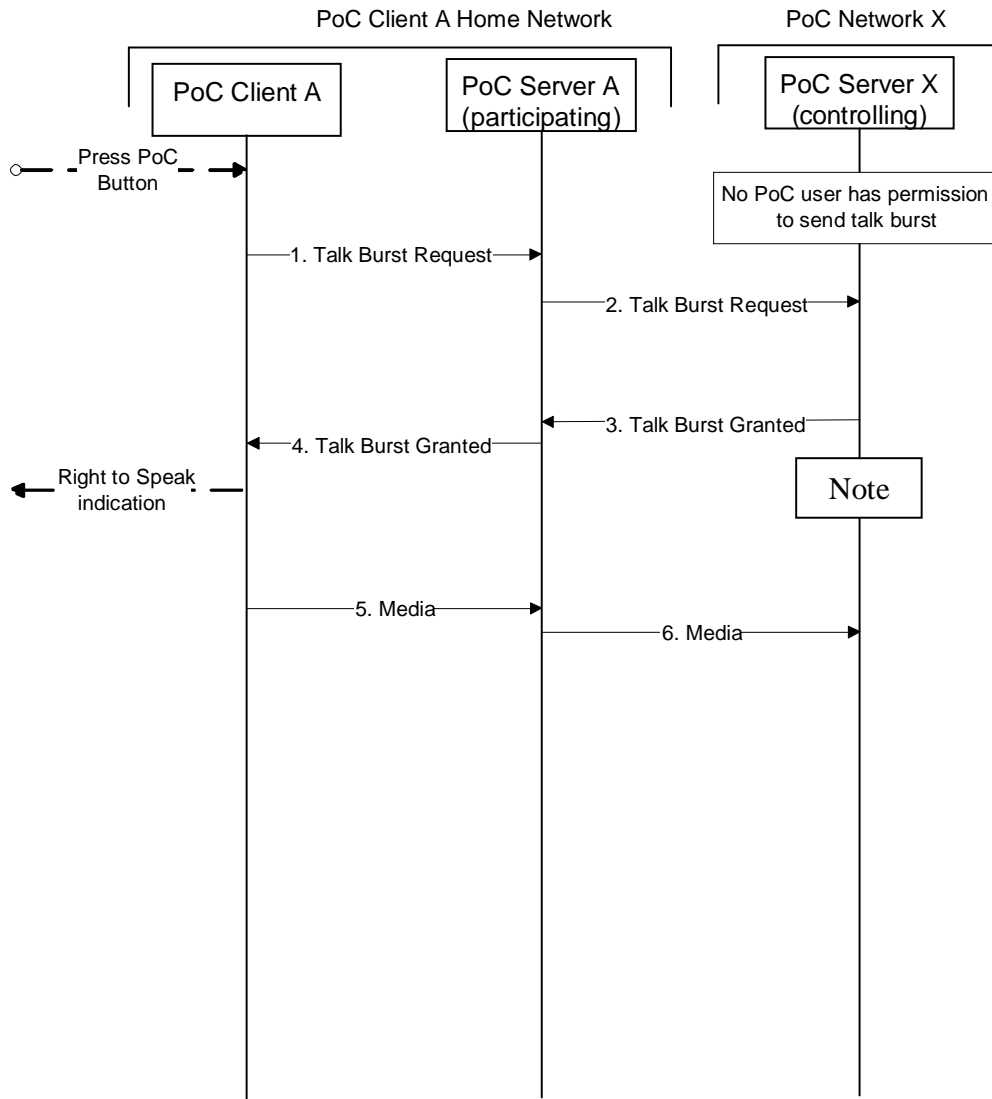 PoC Client A Home Network
PoC Network X
PoC Client A
PoC Server A
(participating)
PoC Server X
(controlling)
Press PoC
Button
No PoC user has permission
to send talk burst
1. Talk Burst Request
2. Talk Burst Request
3. Talk Burst Granted
4. Talk Burst Granted
Right to Speak
indication
Note
5. Media
6. Media